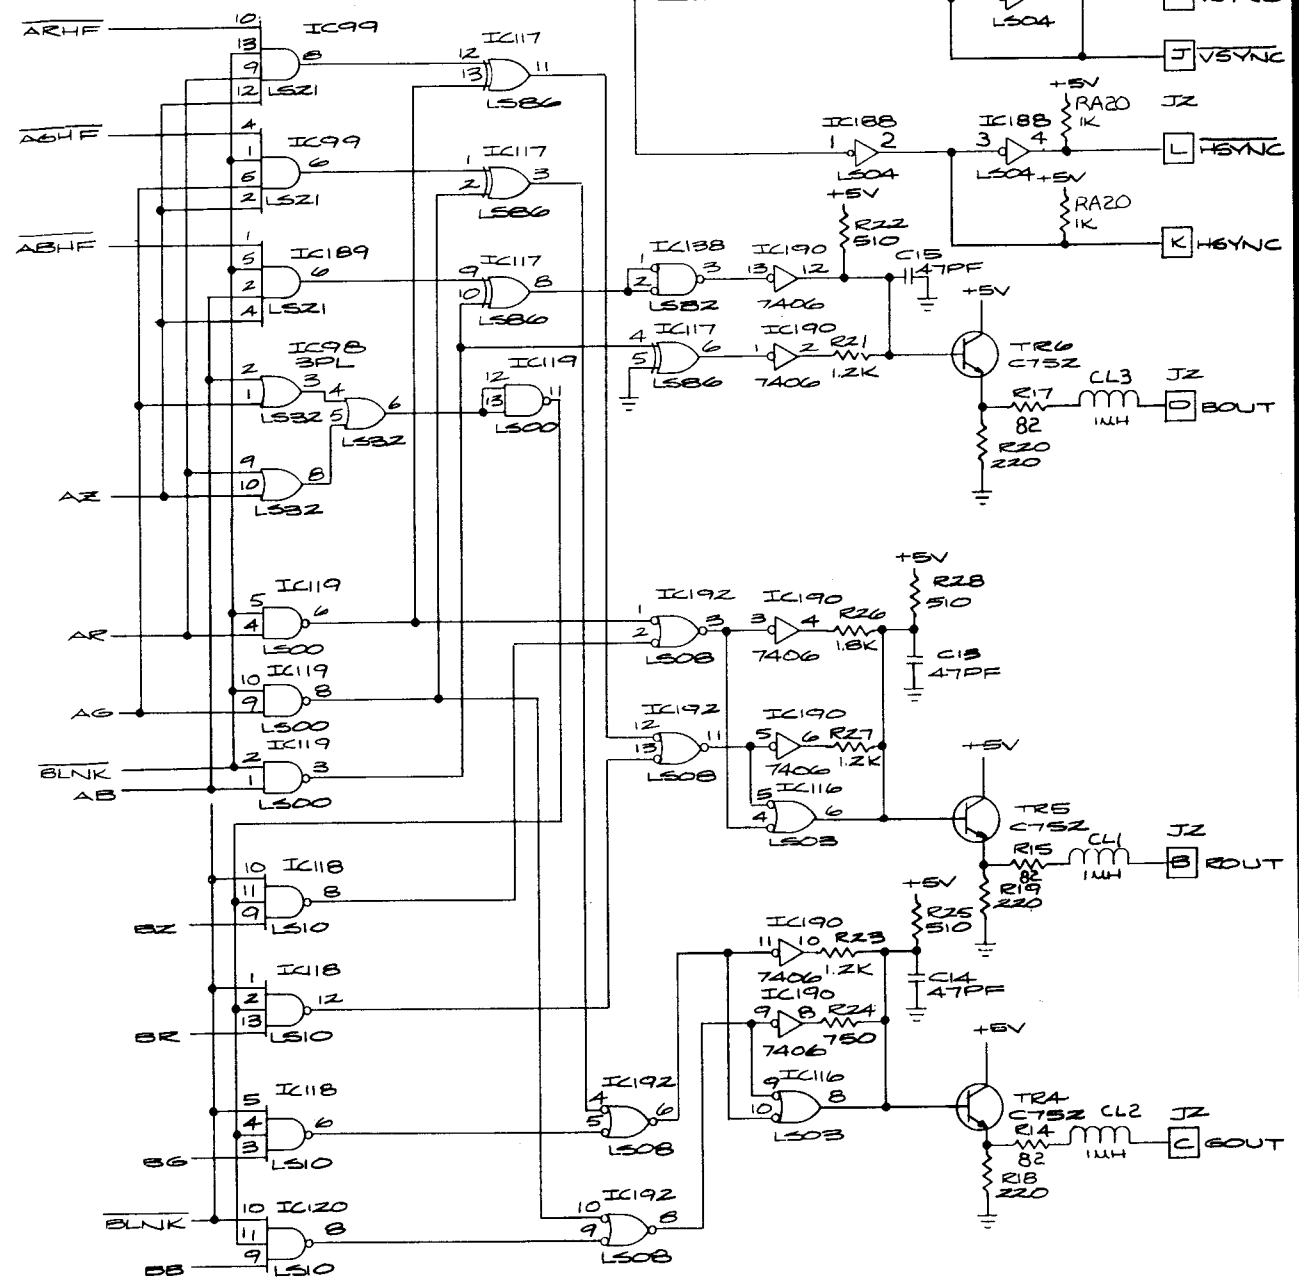 ARHF
10
13
9
12
IC99
8
LS21
12
13
IC117
11
LS86
LS04
J VSYNC
+5V
RA20
1K
J2
AGHF
4
1
5
2
IC99
6
LS21
1
2
IC117
3
LS86
1
IC188
2
LS04
3
IC188
4
LS04
L HSYNC
+5V
RA20
1K
K HSYNC
ABHF
1
5
2
4
IC189
6
LS21
9
10
IC117
8
LS86
1
2
IC138
3
LS82
13
IC190
12
7406
+5V
R22
510
C15
47PF
4
5
IC117
6
LS86
1
IC190
2
7406
R21
1.2K
+5V
TR6
C752
R17
82
CL3
1MH
J2
D BOUT
R20
220
IC98
3PL
2
1
3
LS32
4
5
6
LS32
12
13
IC119
11
LS00
9
10
8
LS32
AZ
AR
5
4
IC119
6
LS00
AG
10
9
IC119
8
LS00
BLNK
AB
2
1
IC119
3
LS00
1
2
IC192
3
LS08
3
IC190
4
7406
R26
1.8K
+5V
R28
510
C13
47PF
12
13
IC192
11
LS08
5
IC190
6
7406
R27
1.2K
5
4
IC116
6
LS03
+5V
TR5
C752
R15
82
CL1
1MH
J2
B ROUT
R19
220
BZ
10
11
9
IC118
8
LS10
BR
1
2
13
IC118
12
LS10
BG
5
4
3
IC118
6
LS10
BLNK
BB
10
11
9
IC120
8
LS10
4
5
IC192
6
LS08
10
9
IC192
8
LS08
11
IC190
10
7406
R23
1.2K
+5V
R25
510
C14
47PF
9
IC190
8
7406
R24
750
9
10
IC116
8
LS03
+5V
TR4
C752
R14
82
CL2
1MH
J2
C GOUT
R18
220